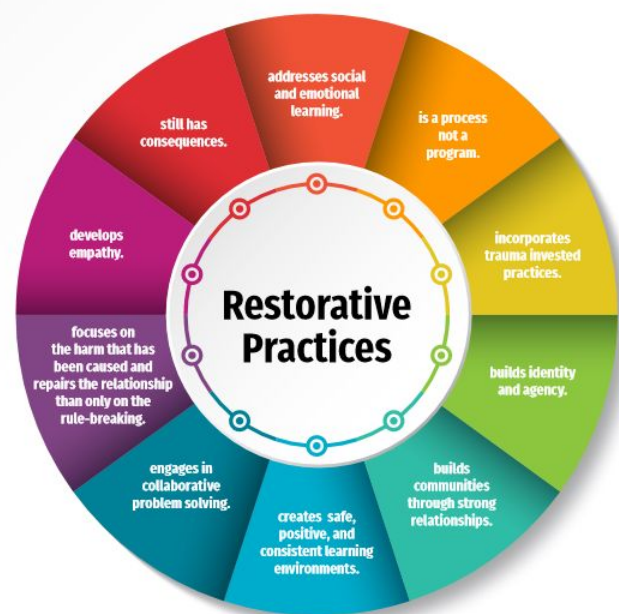 addresses social
and emotional
learning.
is a process
not a
program.
incorporates
trauma invested
practices.
builds identity
and agency.
builds
communities
through strong
relationships.
creates safe,
positive, and
consistent learning
environments.
engages in
collaborative
problem solving.
focuses on
the harm that has
been caused and
repairs the relationship
than only on the
rule-breaking.
develops
empathy.
still has
consequences.
Restorative
Practices